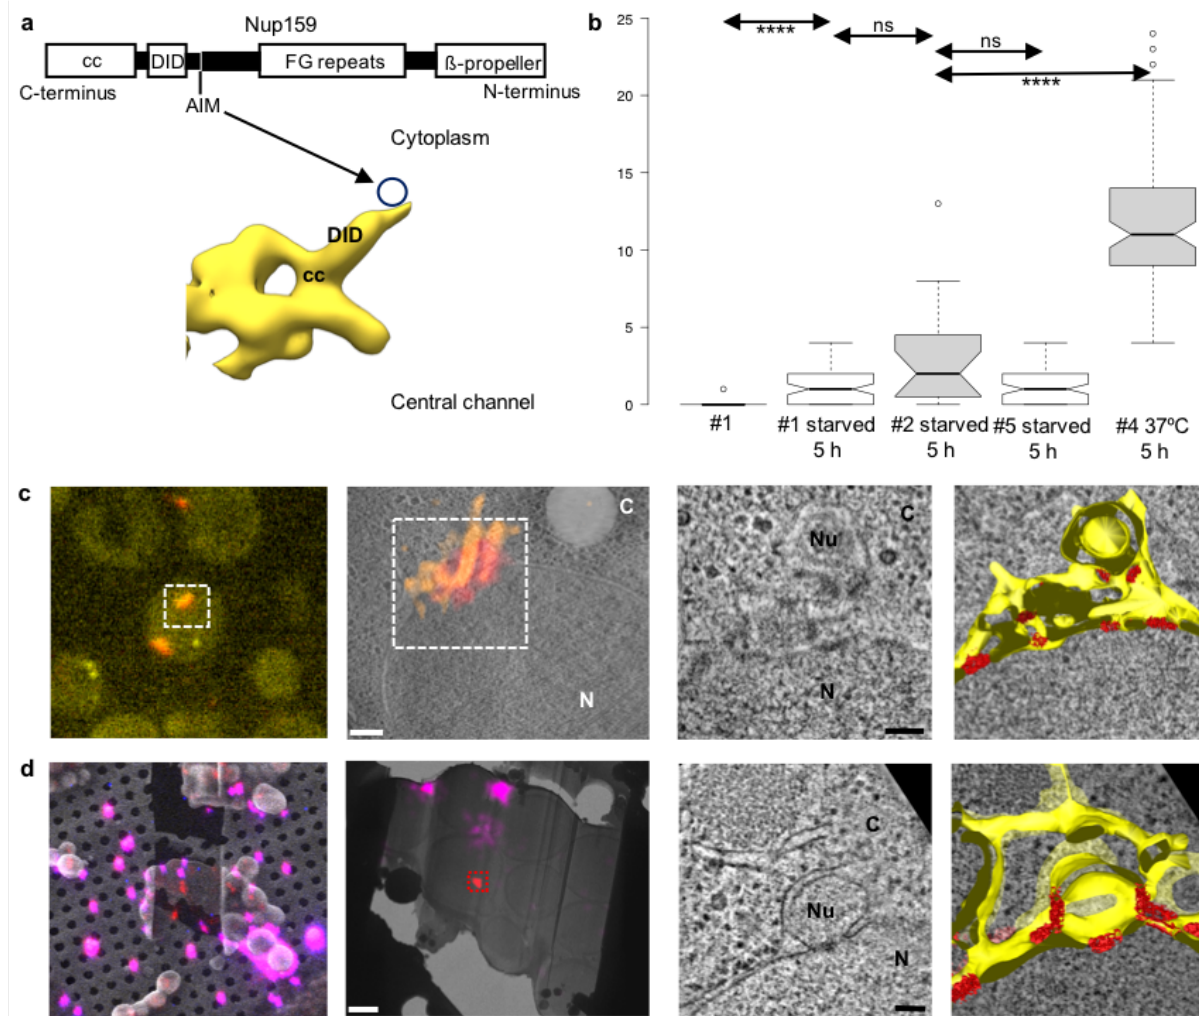 a
Nup159
cc
DID
FG repeats
ß-propeller
C-terminus
AIM
N-terminus
Cytoplasm
DID
cc
Central channel
b
****
ns
ns
****
25
20
15
10
5
0
#1
#1 starved
5 h
#2 starved
5 h
#5 starved
5 h
#4 37ºC
5 h
c
C
N
C
Nu
N
d
C
Nu
N